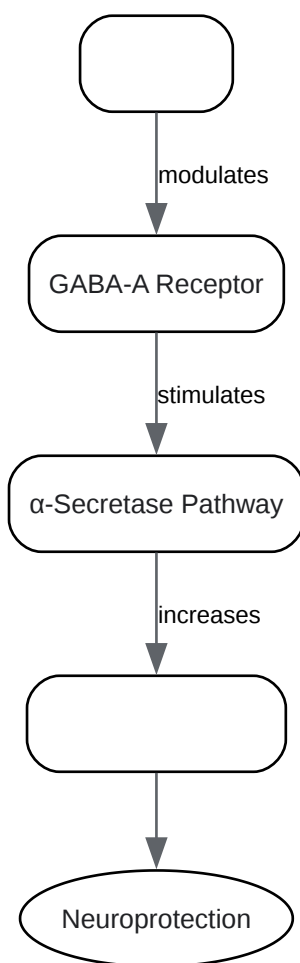 modulates
GABA-A Receptor
stimulates
α-Secretase Pathway
increases
Neuroprotection